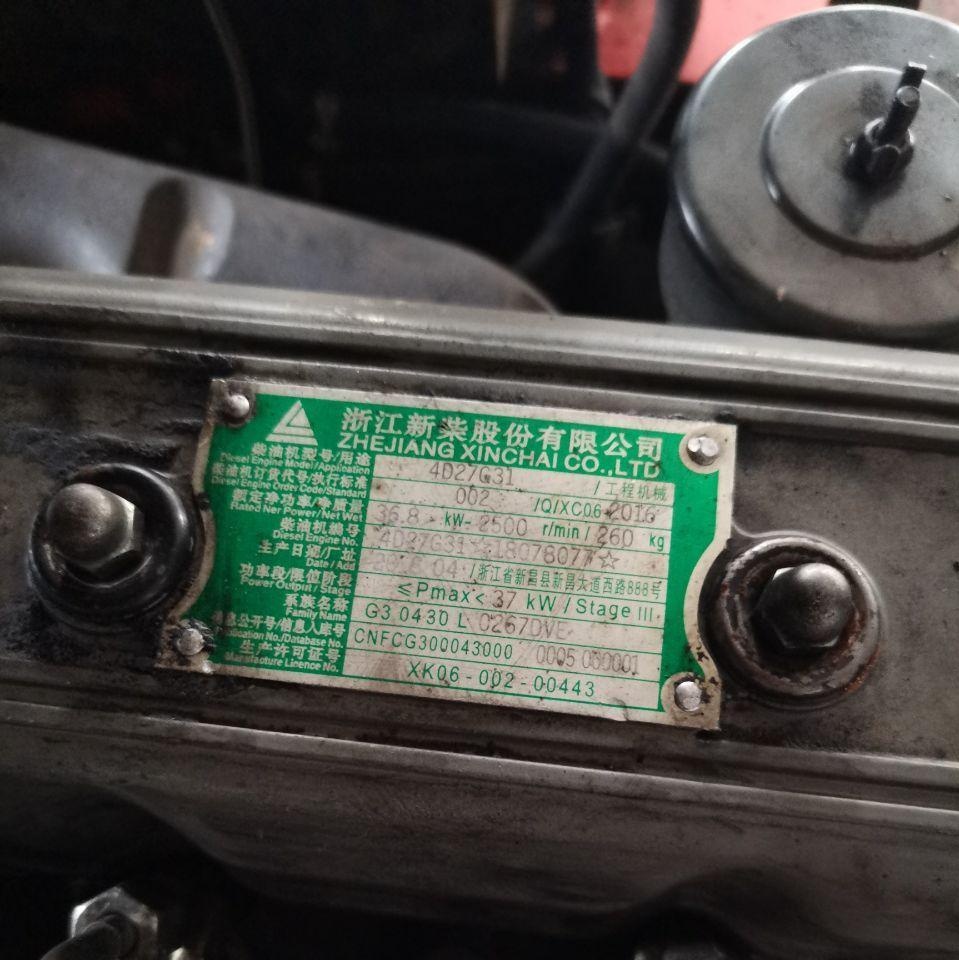 浙江新柴股份有限公司
ZHEJIANG XINCHAI CO.,LTD
柴油机型号/用途
Diesel Engine Model/Application
4D27G31 /工程机械
柴油机订货代号/执行标准
Diesel Engine Order Code/Standard
002 /Q/XC06-2016
额定净功率/净质量
Rated Ner Power/Net Wet
36.8 kW- 2500 r/min/ 260 kg
柴油机编号
Diesel Engine No.
生产日期/厂址
Date/Add
/浙江省新昌县新昌大道西路888号
功率段/限值阶段
Power Output/Stage
≤Pmax< 37 kW/Stage III
系族名称
Family Name
G3 0430 L 0267DVE
信息公开号/信息入库号
No./Database No.
CNFCG300043000
生产许可证号
Manufacture Linence No.
XK06-002-00443